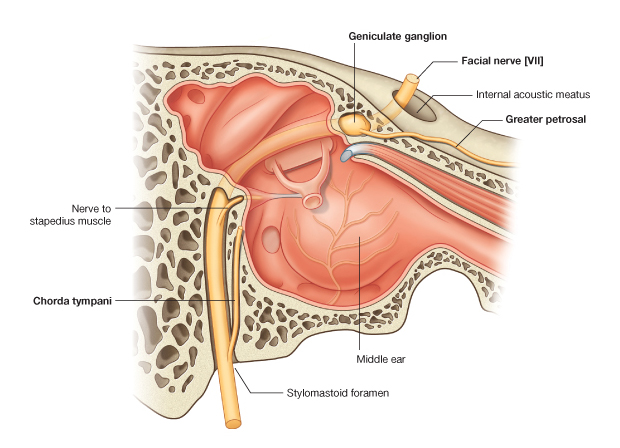 Geniculate ganglion
Facial nerve [VII]
Internal acoustic meatus
Greater petrosal
Nerve to
stapedius muscle
Chorda tympani
Middle ear
Stylomastoid foramen